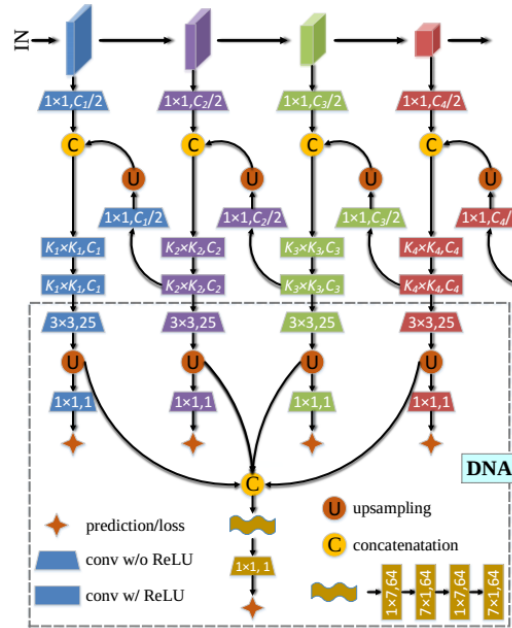 IN
1×1,C1/2 1×1,C2/2 1×1,C3/2 1×1,C4/2
C C C C
U U U U
1×1,C1/2 1×1,C2/2 1×1,C3/2 1×1,C4/
K1×K1,C1 K2×K2,C2 K3×K3,C3 K4×K4,C4
K1×K1,C1 K2×K2,C2 K3×K3,C3 K4×K4,C4
3×3,25 3×3,25 3×3,25 3×3,25
U U U U
1×1,1 1×1,1 1×1,1 1×1,1
DNA
C
prediction/loss
U upsampling
conv w/o ReLU
C concatenatation
1×1, 1
conv w/ ReLU
1×7,64 7×1,64 1×7,64 7×1,64